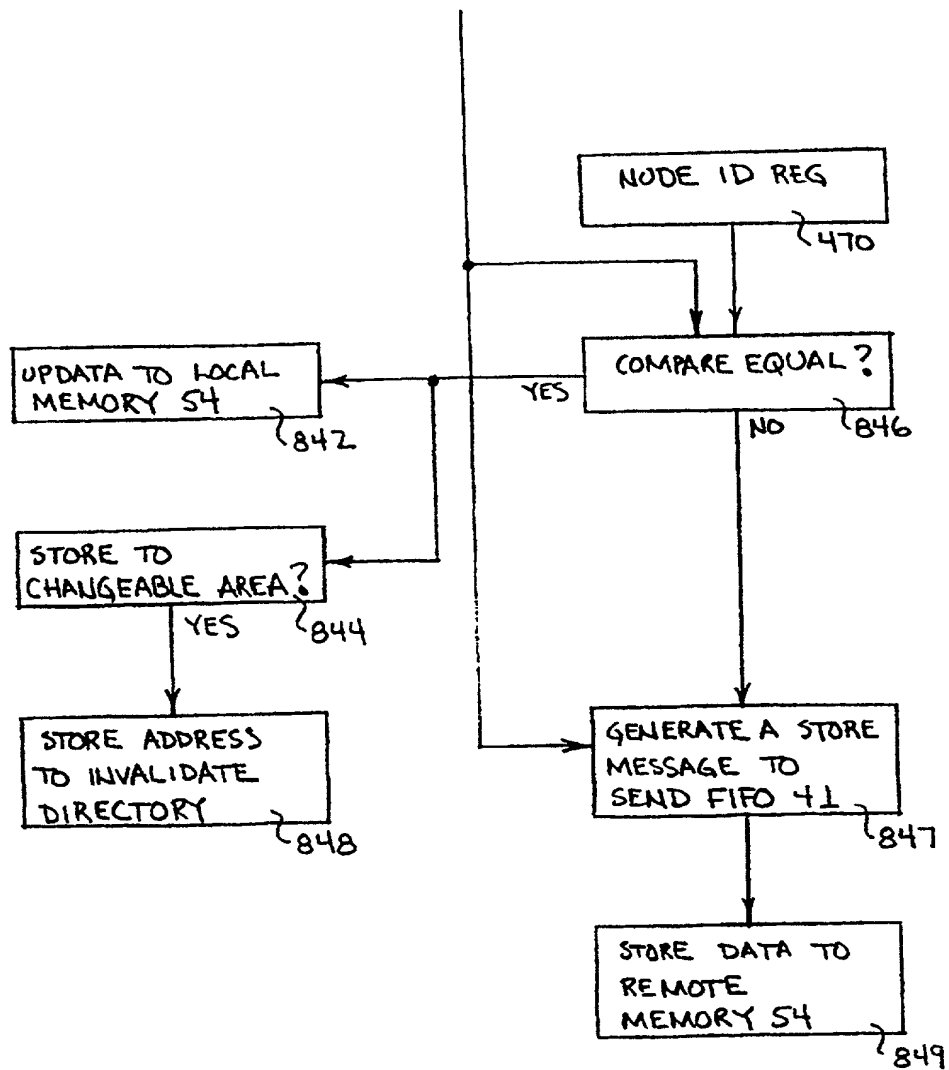 NODE ID REG
470
COMPARE EQUAL?
846
YES
NO
UPDATA TO LOCAL
MEMORY 54
842
STORE TO
CHANGEABLE AREA?
844
YES
STORE ADDRESS
TO INVALIDATE
DIRECTORY
848
GENERATE A STORE
MESSAGE TO
SEND FIFO 41
847
STORE DATA TO
REMOTE
MEMORY 54
849